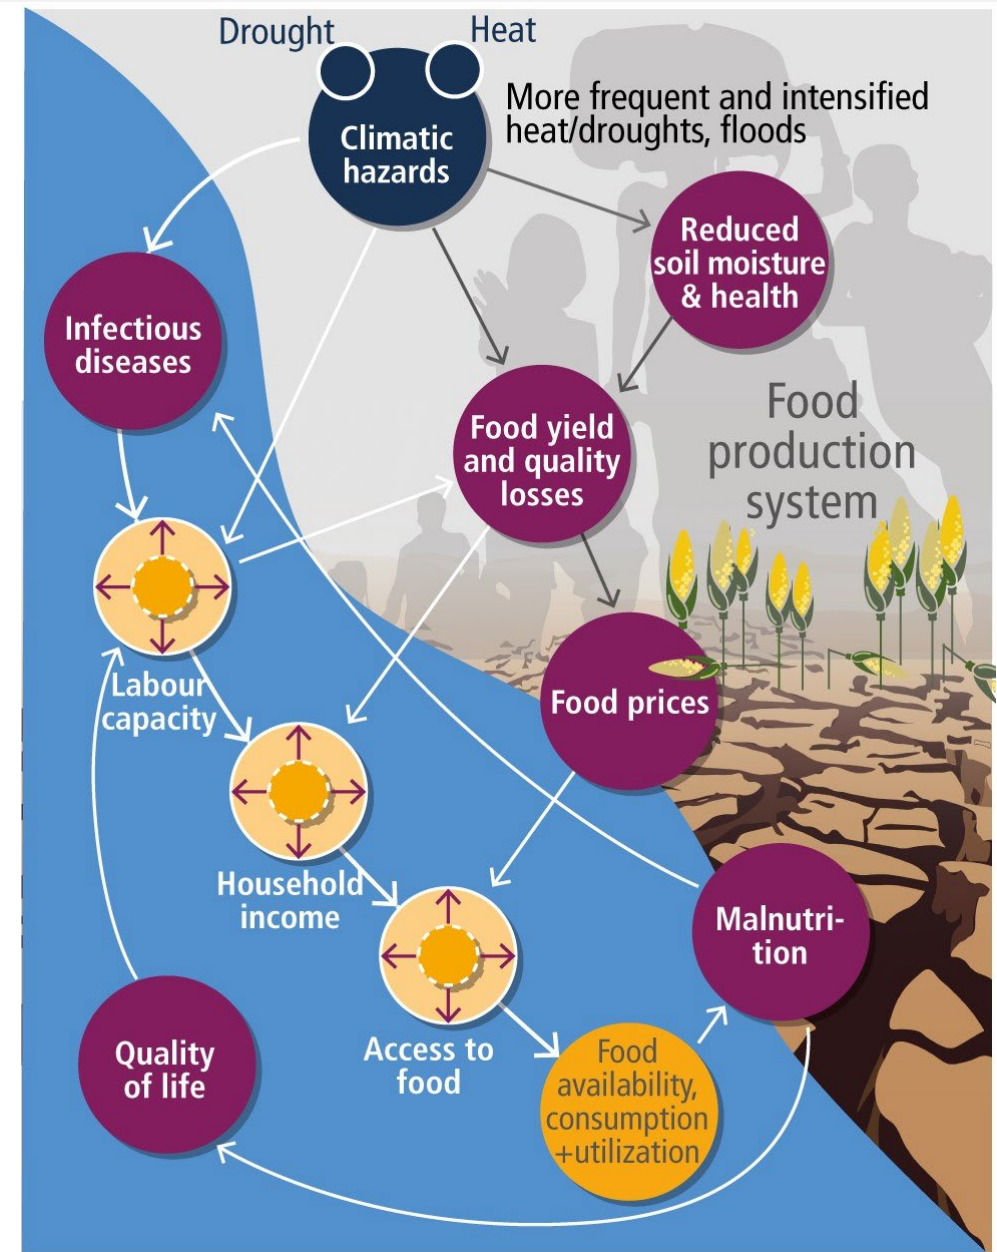 Drought
Heat
Climatic
hazards
More frequent and intensified
heat/droughts, floods
Reduced
soil moisture
& health
Infectious
diseases
Food yield
and quality
losses
Food
production
system
Labour
capacity
Food prices
Household
income
Malnutri-
tion
Access to
food
Quality
of life
Food
availability,
consumption
+utilization